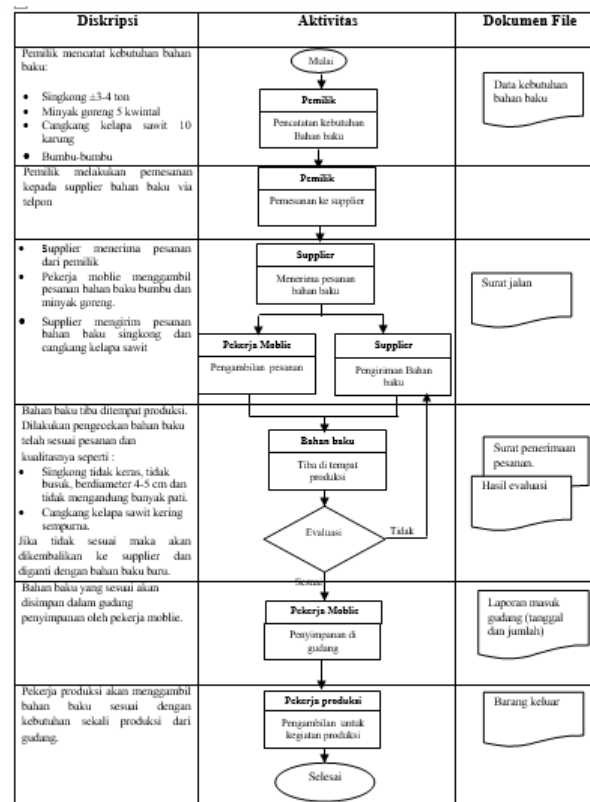 Diskripsi
Aktivitas
Dokumen File
Pemilik mencatat kebutuhan bahan
baku:
• Singkong ±3-4 ton
• Minyak goreng 5 kwintal
• Cangkang kelapa sawit 10
karung
• Bumbu-bumbu
Mulai
Pemilik
Pencatatan kebutuhan
Bahan baku
Data kebutuhan
bahan baku
Pemilik melakukan pemesanan
kepada supplier bahan baku via
telpon
Pemilik
Pemesanan ke supplier
• Supplier menerima pesanan
dari pemilik
• Pekerja moblie menggambil
pesanan bahan baku bumbu dan
minyak goreng.
• Supplier mengirim pesanan
bahan baku singkong dan
cangkang kelapa sawit
Supplier
Menerima pesanan
bahan baku
Pekerja Moblie
Pengambilan pesanan
Supplier
Pengiriman Bahan
baku
Surat jalan
Bahan baku tiba ditempat produksi.
Dilakukan pengecekan bahan baku
telah sesuai pesanan dan
kualitasnya seperti :
• Singkong tidak keras, tidak
busuk, berdiameter 4-5 cm dan
tidak mengandung banyak pati.
• Cangkang kelapa sawit kering
sempurna.
Jika tidak sesuai maka akan
dikembalikan ke supplier dan
diganti dengan bahan baku baru.
Bahan baku
Tiba di tempat
produksi
Evaluasi
Tidak
Sesuai
Surat penerimaan
pesanan.
Hasil evaluasi
Bahan baku yang sesuai akan
disimpan dalam gudang
penyimpanan oleh pekerja moblie.
Pekerja Moblie
Penyimpanan di
gudang
Laporan masuk
gudang (tanggal
dan jumlah)
Pekerja produksi akan menggambil
bahan baku sesuai dengan
kebutuhan sekali produksi dari
gudang.
Pekerja produksi
Pengambilan untuk
kegiatan produksi
Selesai
Barang keluar